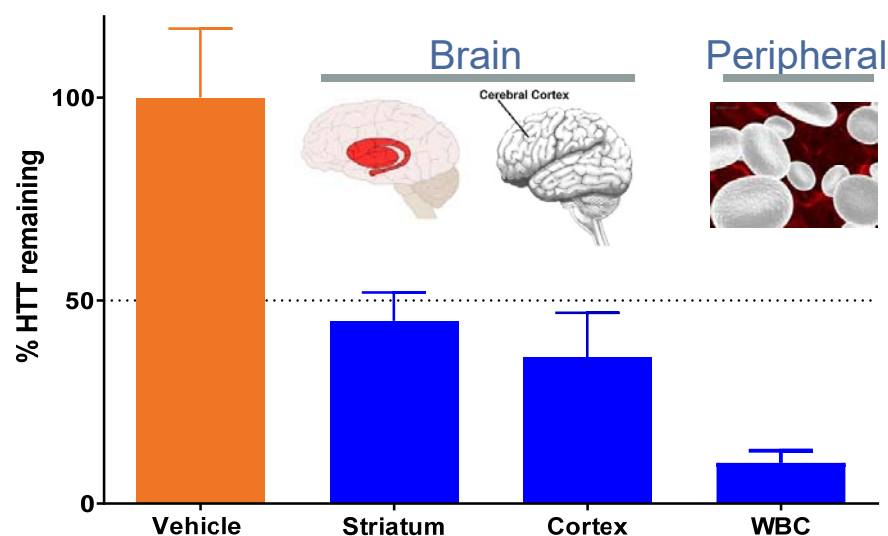 Brain
Peripheral
Cerebral Cortex
% HTT remaining
100
50
0
Vehicle
Striatum
Cortex
WBC